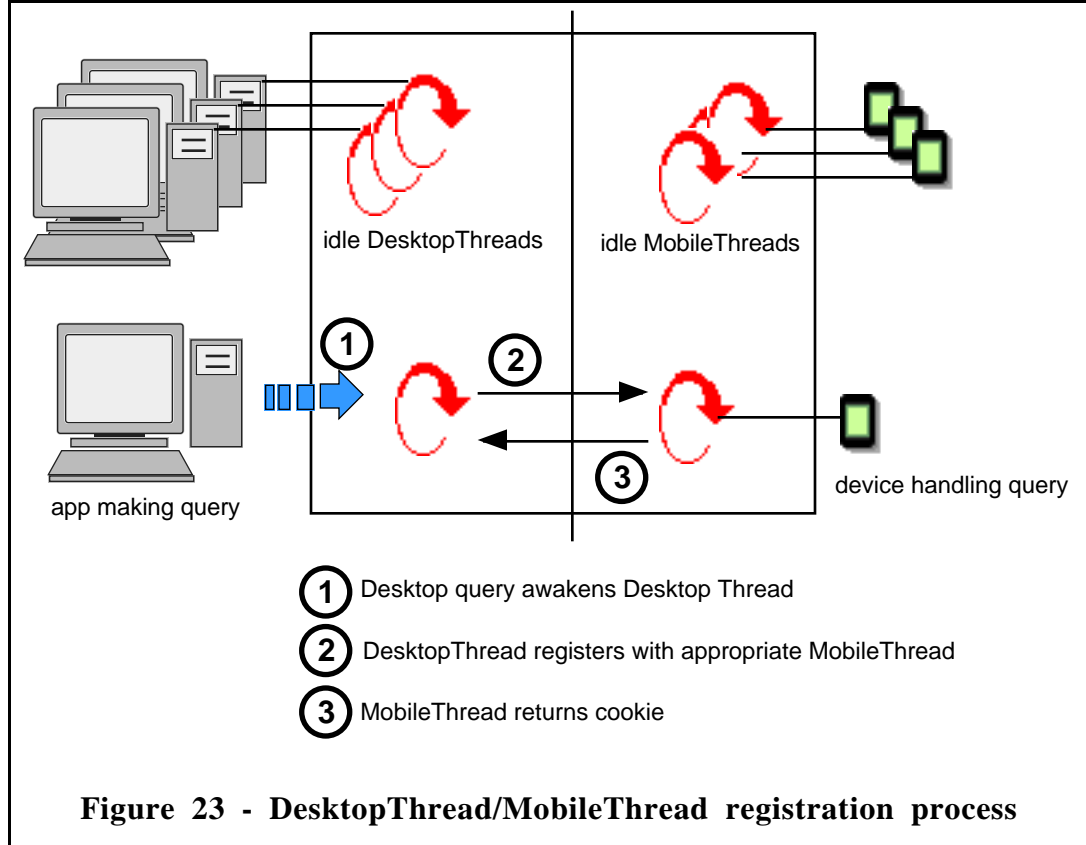 idle DesktopThreads
idle MobileThreads
1
2
3
app making query
device handling query
1 Desktop query awakens Desktop Thread
2 DesktopThread registers with appropriate MobileThread
3 MobileThread returns cookie
Figure 23 - DesktopThread/MobileThread registration process